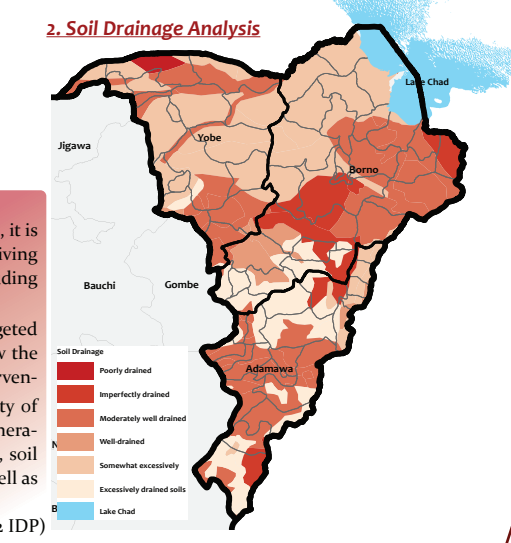 2. Soil Drainage Analysis
Lake Chad
Jigawa
Yobe
Borno
, it is
iving
ding
Bauchi
Gombe
geted
w the
ven-
ty of
nera-
, soil
ell as
2 IDP)
Adamawa
Soil Drainage
Poorly drained
Imperfectly drained
Moderately well drained
Well-drained
Somewhat excessively
Excessively drained soils
Lake Chad
N
B